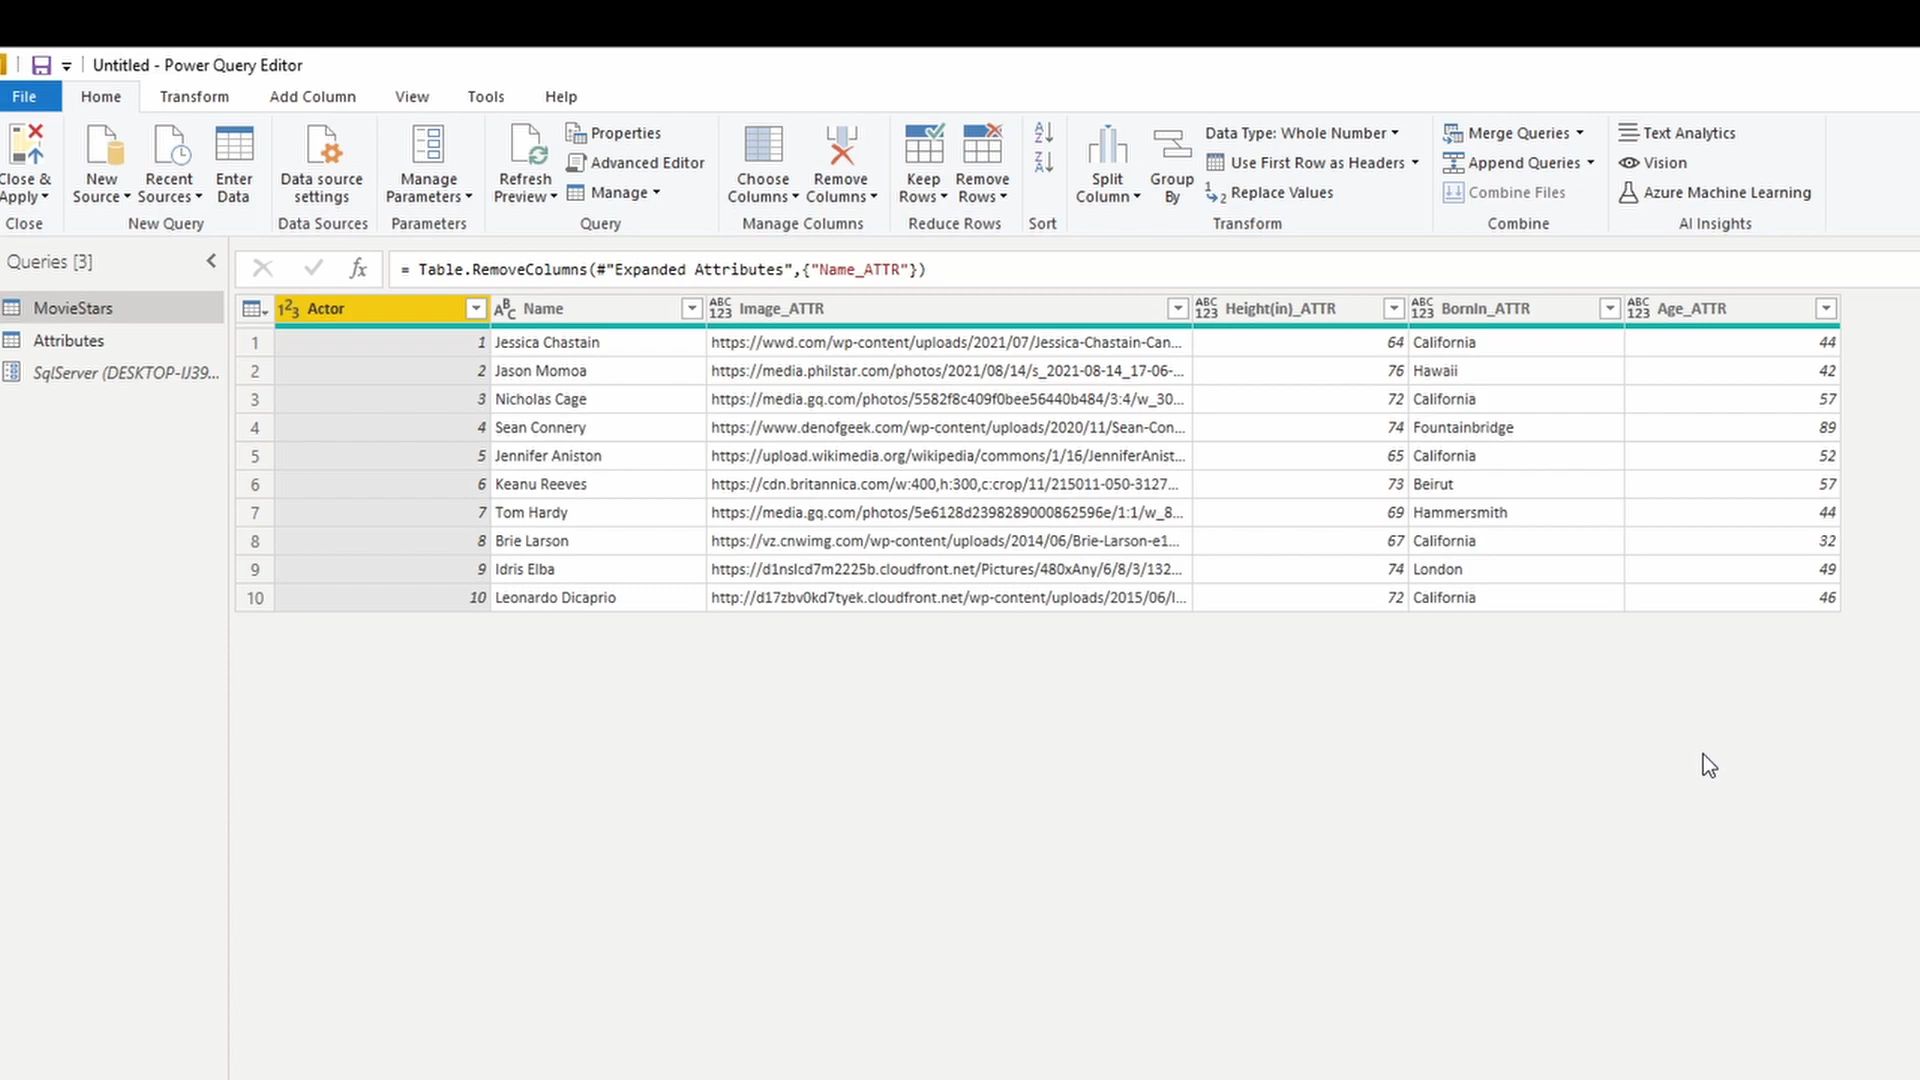 Untitled - Power Query Editor
File Home Transform Add Column View Tools Help
Close & Apply
New Source
Recent Sources
Enter Data
Data source settings
Manage Parameters
Refresh Preview
Properties
Advanced Editor
Manage
Choose Columns
Remove Columns
Keep Rows
Remove Rows
Split Column
Group By
Data Type: Whole Number
Use First Row as Headers
Replace Values
Merge Queries
Append Queries
Combine Files
Text Analytics
Vision
Azure Machine Learning
Close New Query Data Sources Parameters Query Manage Columns Reduce Rows Sort Transform Combine AI Insights
Queries [3]
MovieStars
Attributes
SqlServer (DESKTOP-IJ39...
fx = Table.RemoveColumns(#"Expanded Attributes",{"Name_ATTR"})
123 Actor ABC Name ABC 123 Image_ATTR ABC 123 Height(in)_ATTR ABC 123 BornIn_ATTR ABC 123 Age_ATTR
1 1 Jessica Chastain https://wwd.com/wp-content/uploads/2021/07/Jessica-Chastain-Can... 64 California 44
2 2 Jason Momoa https://media.philstar.com/photos/2021/08/14/s_2021-08-14_17-06-... 76 Hawaii 42
3 3 Nicholas Cage https://media.gq.com/photos/5582f8c409f0bee56440b484/3:4/w_30... 72 California 57
4 4 Sean Connery https://www.denofgeek.com/wp-content/uploads/2020/11/Sean-Con... 74 Fountainbridge 89
5 5 Jennifer Aniston https://upload.wikimedia.org/wikipedia/commons/1/16/JenniferAnist... 65 California 52
6 6 Keanu Reeves https://cdn.britannica.com/w:400,h:300,c:crop/11/215011-050-3127... 73 Beirut 57
7 7 Tom Hardy https://media.gq.com/photos/5e6128d2398289000862596e/1:1/w_8... 69 Hammersmith 44
8 8 Brie Larson https://vz.cnwimg.com/wp-content/uploads/2014/06/Brie-Larson-e1... 67 California 32
9 9 Idris Elba https://d1nslcd7m2225b.cloudfront.net/Pictures/480xAny/6/8/3/132... 74 London 49
10 10 Leonardo Dicaprio http://d17zbv0kd7tyek.cloudfront.net/wp-content/uploads/2015/06/l... 72 California 46